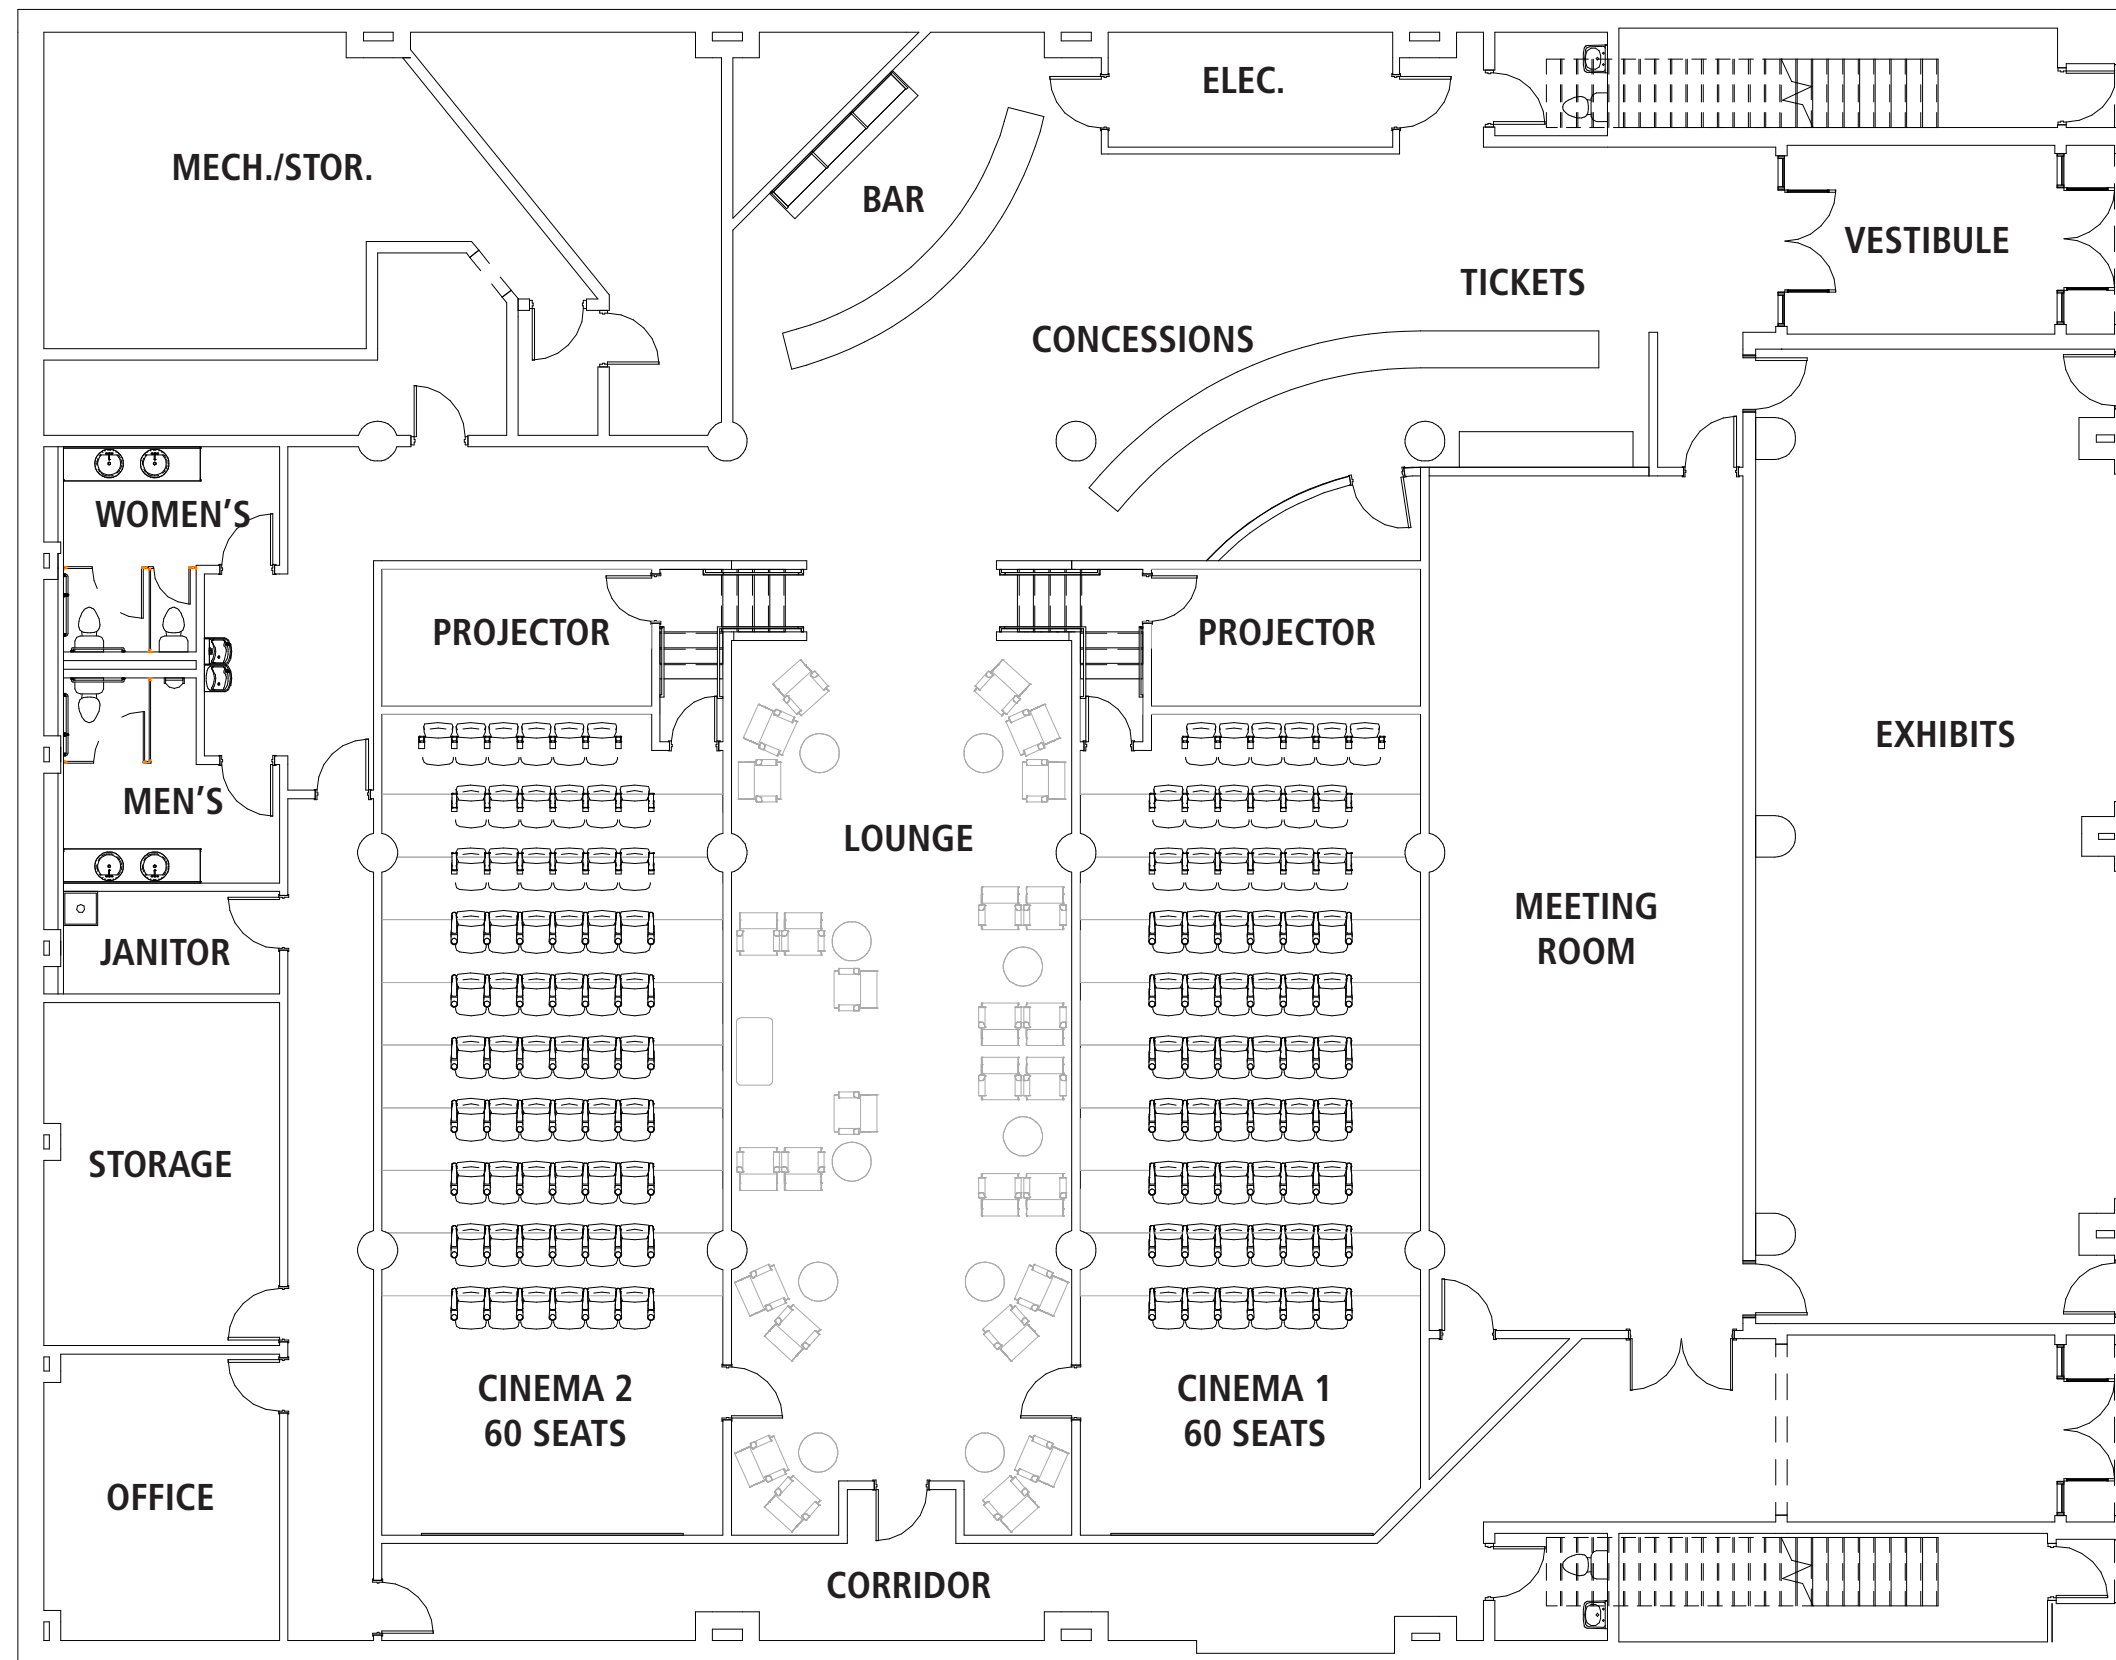 ELEC.
MECH./STOR.
BAR
VESTIBULE
TICKETS
CONCESSIONS
WOMEN'S
PROJECTOR
PROJECTOR
EXHIBITS
MEN'S
LOUNGE
MEETING
ROOM
JANITOR
STORAGE
CINEMA 2
60 SEATS
CINEMA 1
60 SEATS
OFFICE
CORRIDOR